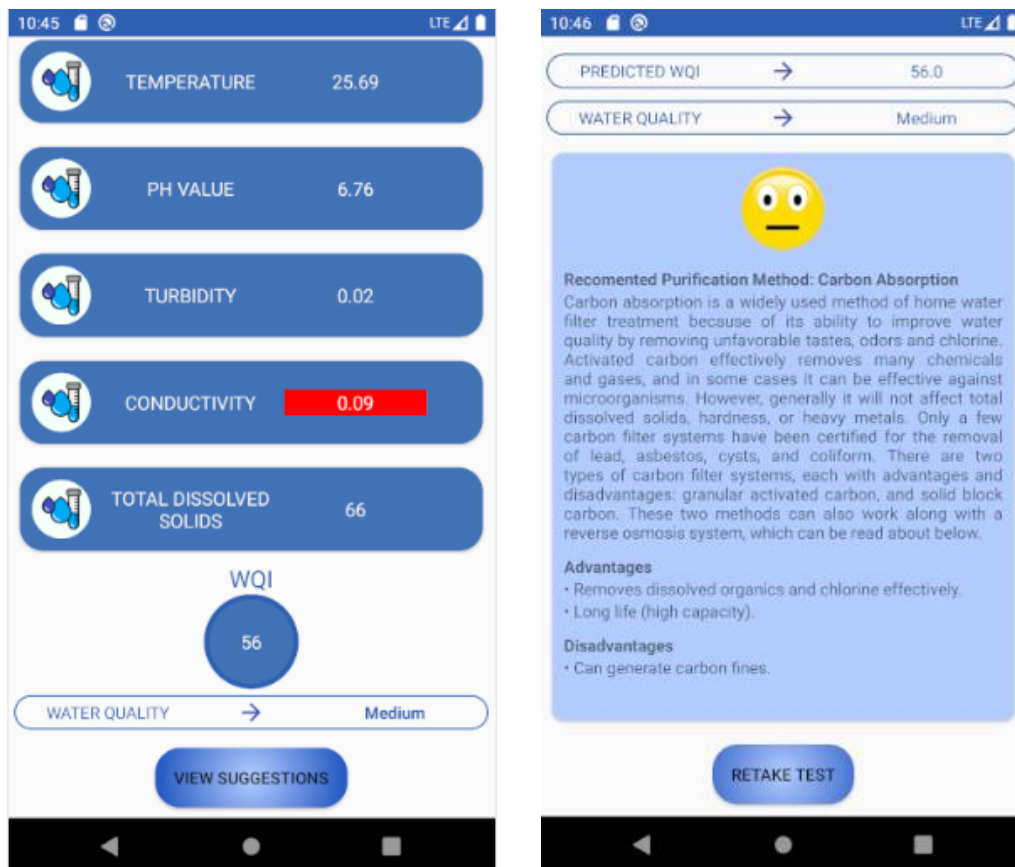 10:45
LTE
TEMPERATURE 25.69
PH VALUE 6.76
TURBIDITY 0.02
CONDUCTIVITY 0.09
TOTAL DISSOLVED
SOLIDS 66
WQI
56
WATER QUALITY → Medium
VIEW SUGGESTIONS
10:46
LTE
PREDICTED WQI → 56.0
WATER QUALITY → Medium
Recomented Purification Method: Carbon Absorption
Carbon absorption is a widely used method of home water
filter treatment because of its ability to improve water
quality by removing unfavorable tastes, odors and chlorine.
Activated carbon effectively removes many chemicals
and gases, and in some cases it can be effective against
microorganisms. However, generally it will not affect total
dissolved solids, hardness, or heavy metals. Only a few
carbon filter systems have been certified for the removal
of lead, asbestos, cysts, and coliform. There are two
types of carbon filter systems, each with advantages and
disadvantages: granular activated carbon, and solid block
carbon. These two methods can also work along with a
reverse osmosis system, which can be read about below.
Advantages
• Removes dissolved organics and chlorine effectively.
• Long life (high capacity).
Disadvantages
• Can generate carbon fines.
RETAKE TEST